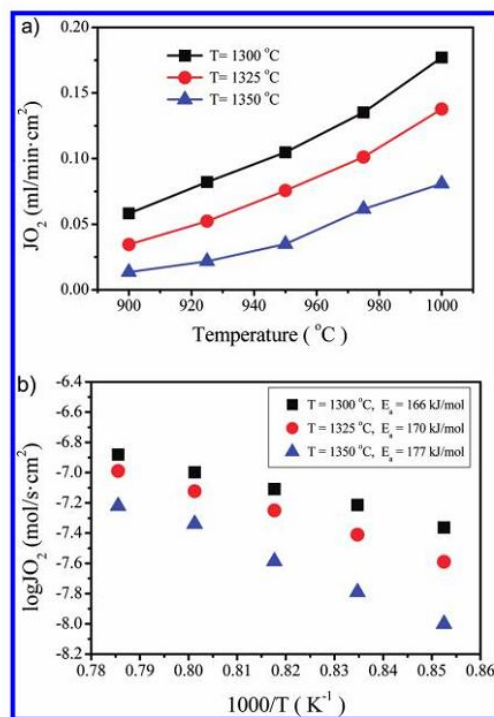 a)
0.20
0.15
0.10
0.05
0.00
JO₂ (ml/min·cm²)
T= 1300 °C
T= 1325 °C
T= 1350 °C
900 920 940 960 980 1000
Temperature ( °C)
b)
-6.4
-6.6
-6.8
-7.0
-7.2
-7.4
-7.6
-7.8
-8.0
-8.2
logJO₂ (mol/s·cm²)
T = 1300 °C, Eₐ = 166 kJ/mol
T = 1325 °C, Eₐ = 170 kJ/mol
T = 1350 °C, Eₐ = 177 kJ/mol
0.78 0.79 0.80 0.81 0.82 0.83 0.84 0.85 0.86
1000/T ( K⁻¹)